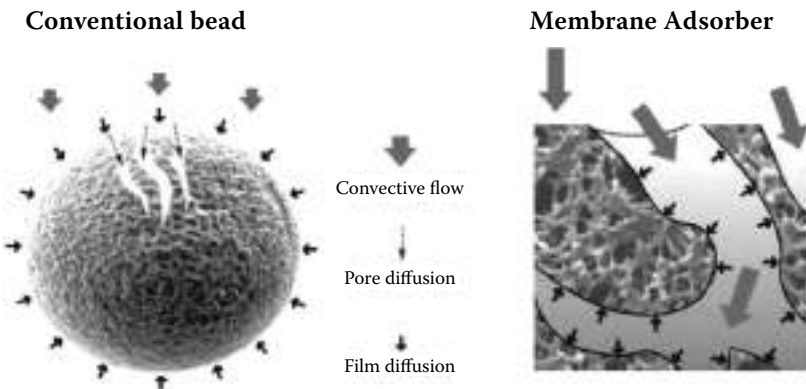 Conventional bead
Membrane Adsorber
Convective flow
Pore diffusion
Film diffusion